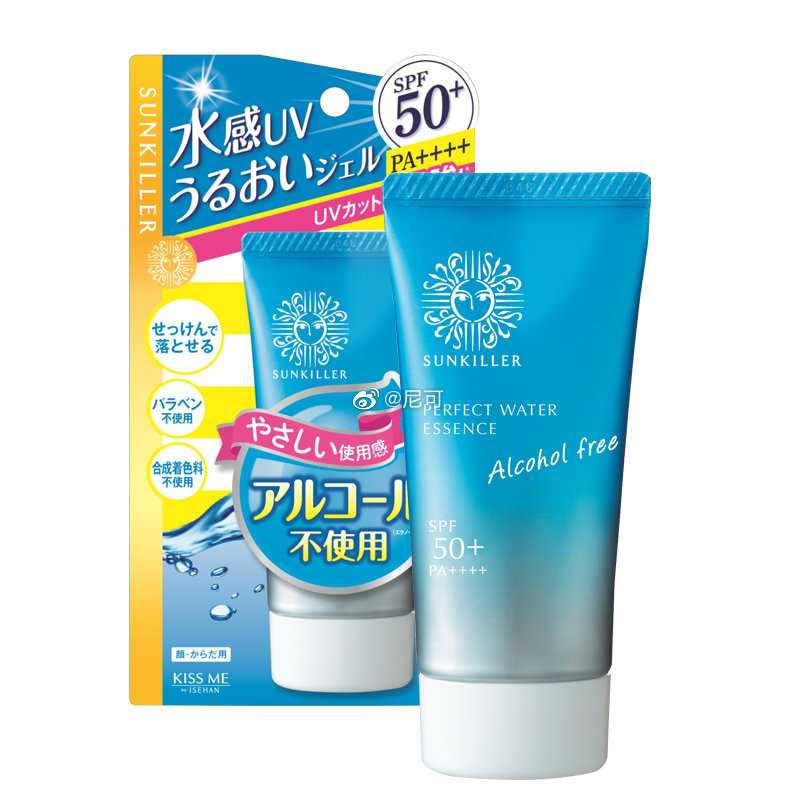 SUNKILLER
水感UV
うるおいジェル
UVカット
SPF
50+
PA++++
せっけんで
落とせる
パラベン
不使用
合成着色料
不使用
SUNKILLER
やさしい使用感
アルコール
不使用
顔・からだ用
KISS ME
by ISEHAN
@尼可
SUNKILLER
PERFECT WATER
ESSENCE
Alcohol free
SPF
50+
PA++++